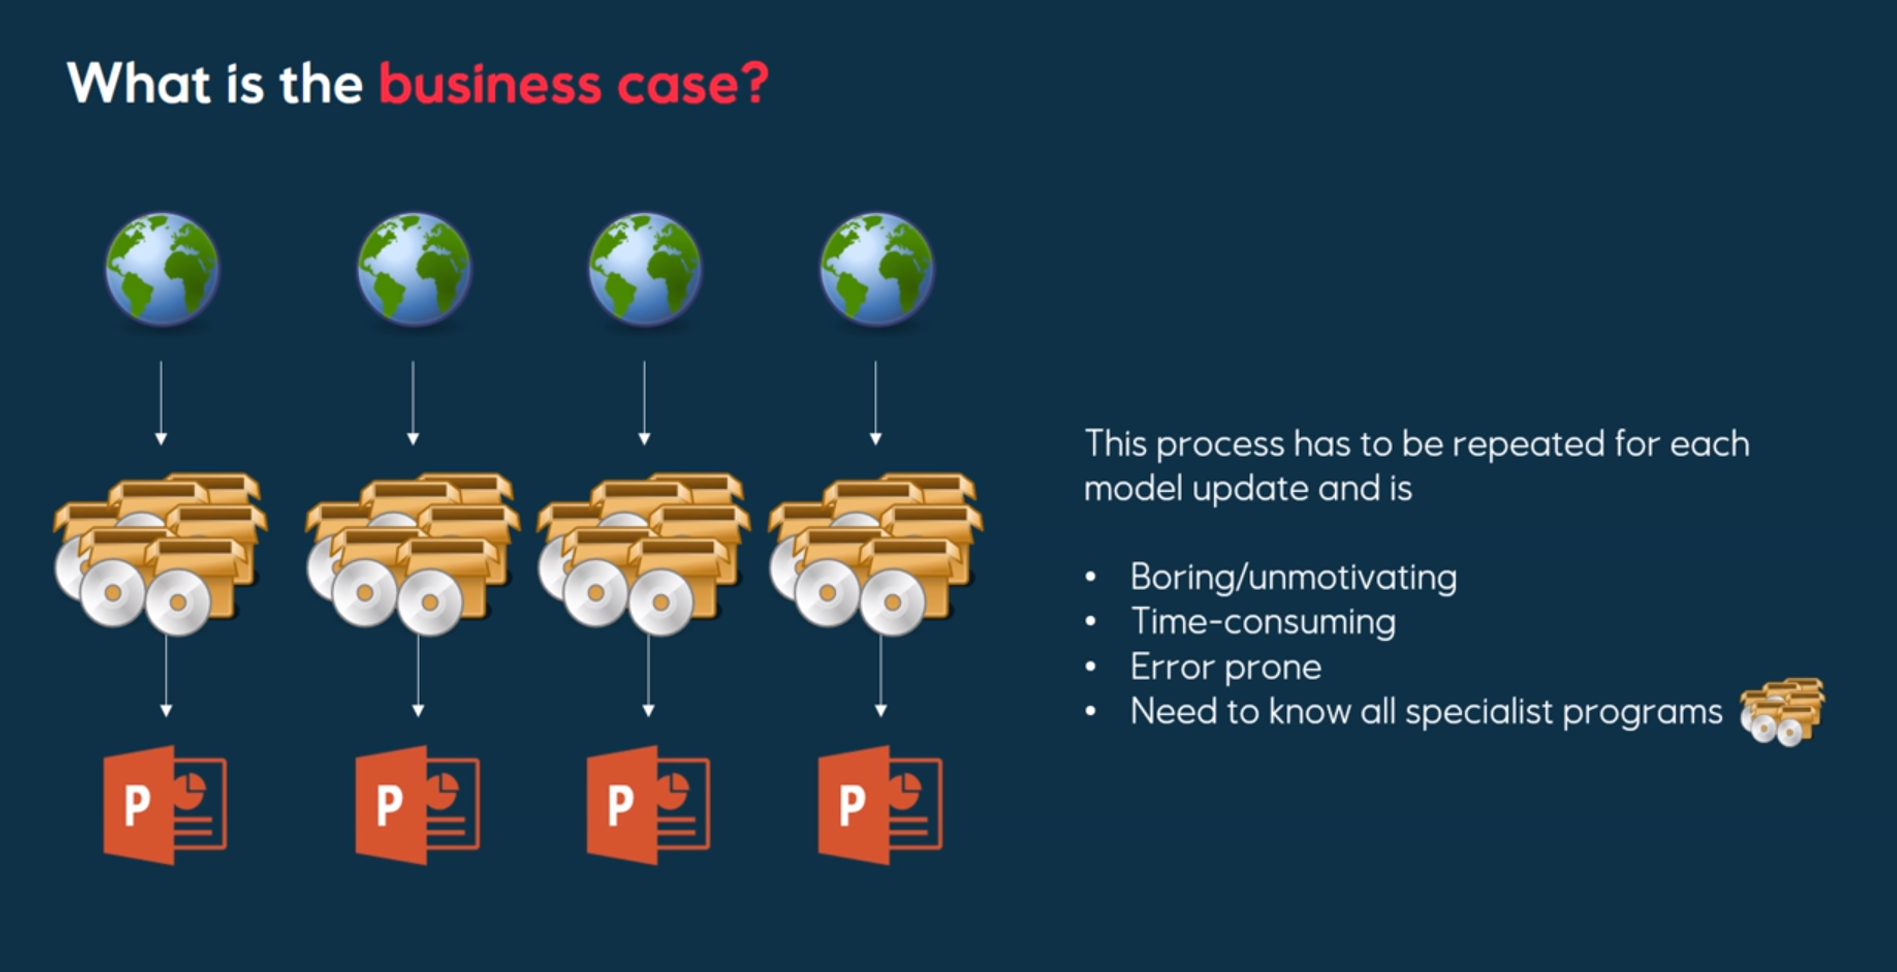 What is the business case?
This process has to be repeated for each
model update and is
• Boring/unmotivating
• Time-consuming
• Error prone
• Need to know all specialist programs
P P P P